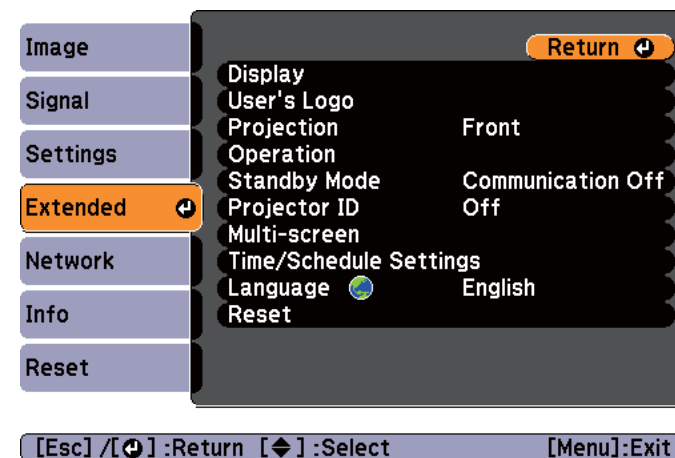 Image
Signal
Settings
Extended
Network
Info
Reset
Return
Display
User's Logo
Projection Front
Operation
Standby Mode Communication Off
Projector ID Off
Multi-screen
Time/Schedule Settings
Language English
Reset
[Esc] /[ ] :Return [ ] :Select [Menu]:Exit